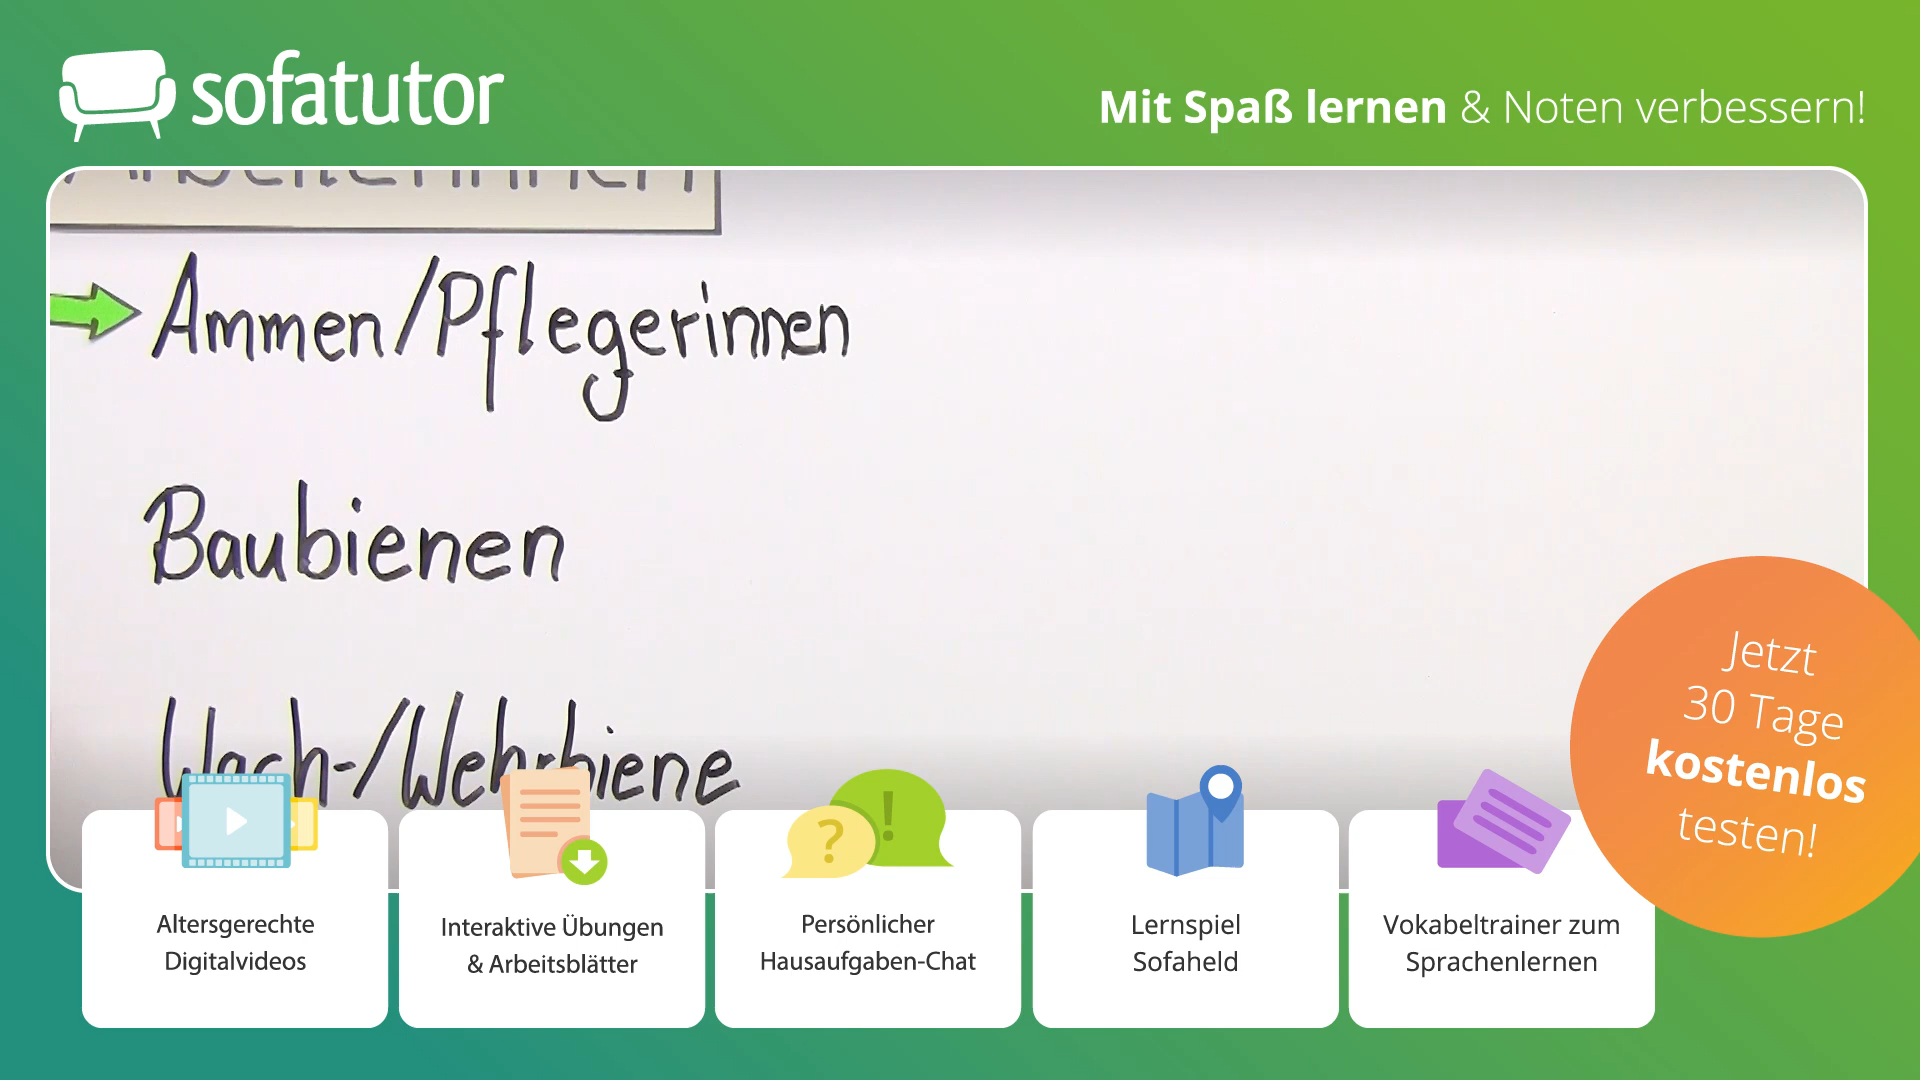 sofatutor
Mit Spaß lernen & Noten verbessern!
Arbeiterinnen
Ammen/Pflegerinnen
Baubienen
Wach-/Wehrbiene
Jetzt
30 Tage
kostenlos
testen!
Altersgerechte
Digitalvideos
Interaktive Übungen
& Arbeitsblätter
Persönlicher
Hausaufgaben-Chat
Lernspiel
Sofaheld
Vokabeltrainer zum
Sprachenlernen